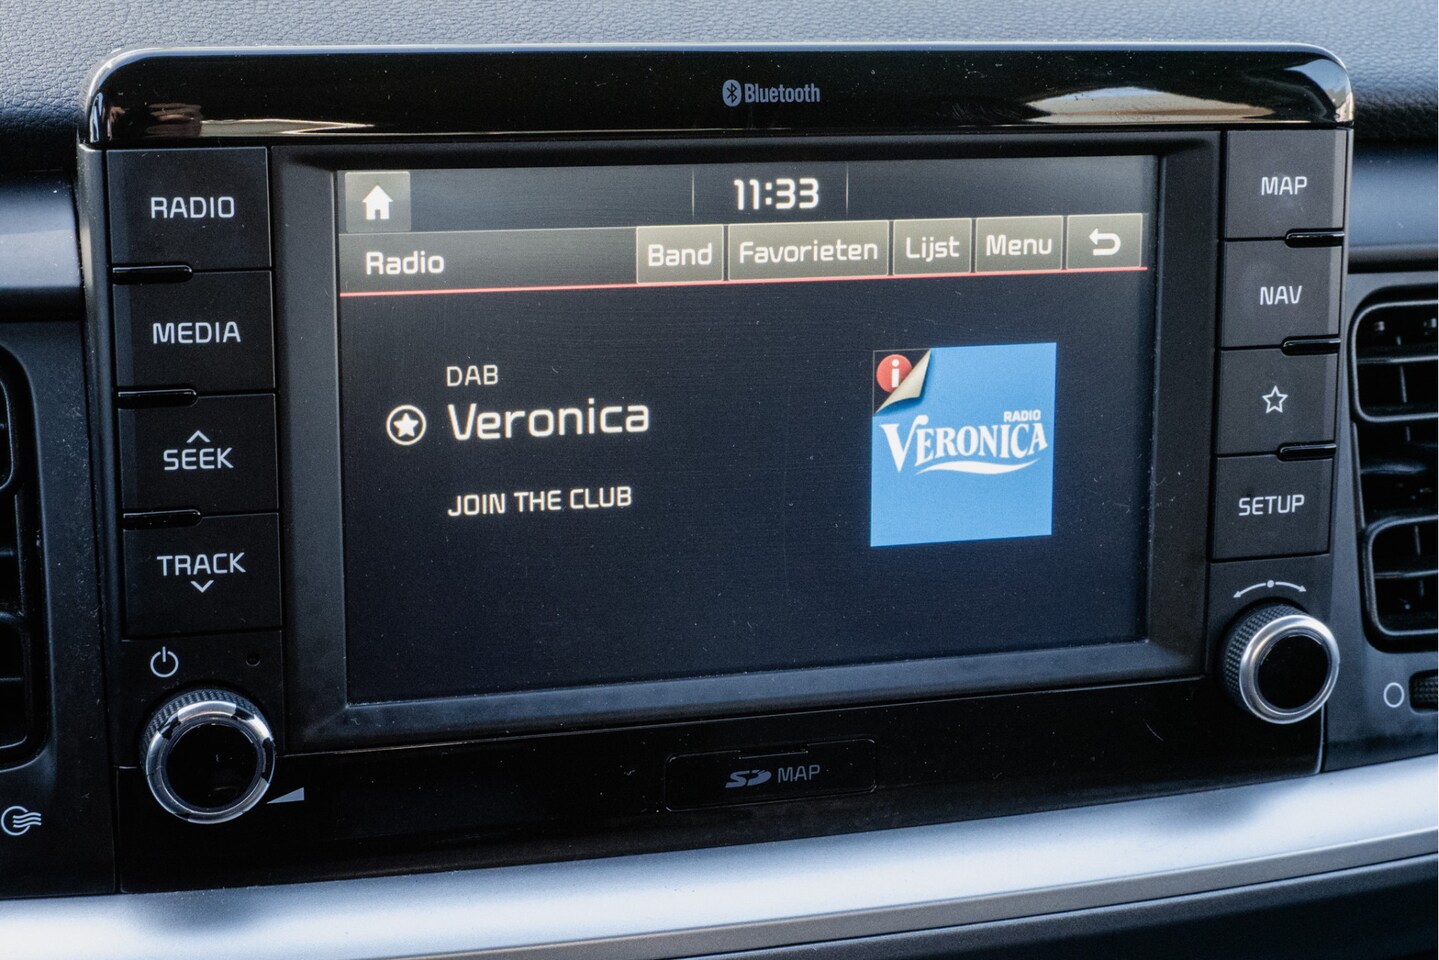 Bluetooth
RADIO
MEDIA
SEEK
TRACK
11:33
Radio
Band
Favorieten
Lijst
Menu
DAB
Veronica
JOIN THE CLUB
i
RADIO
VERONICA
MAP
NAV
SETUP
SD MAP